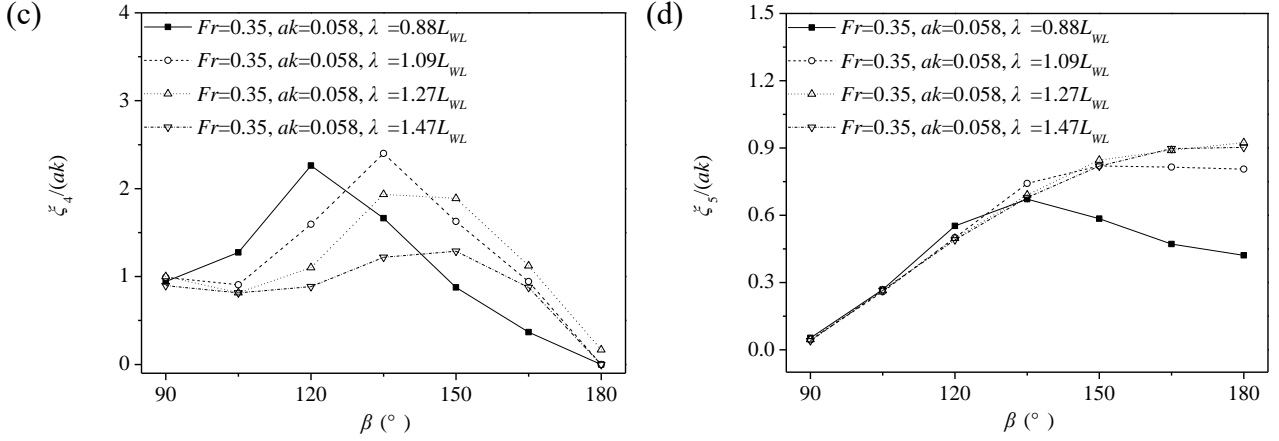 (c)
Fr=0.35, ak=0.058, λ =0.88L_WL
Fr=0.35, ak=0.058, λ =1.09L_WL
Fr=0.35, ak=0.058, λ =1.27L_WL
Fr=0.35, ak=0.058, λ =1.47L_WL
4
3
2
1
0
ξ_4/(ak)
90
120
150
180
β (°)
(d)
Fr=0.35, ak=0.058, λ =0.88L_WL
Fr=0.35, ak=0.058, λ =1.09L_WL
Fr=0.35, ak=0.058, λ =1.27L_WL
Fr=0.35, ak=0.058, λ =1.47L_WL
1.5
1.2
0.9
0.6
0.3
0.0
ξ_5/(ak)
90
120
150
180
β (°)